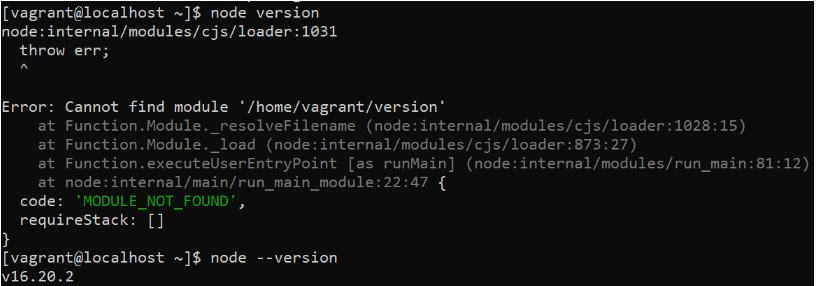 [vagrant@localhost ~]$ node version
node:internal/modules/cjs/loader:1031
  throw err;
  ^

Error: Cannot find module '/home/vagrant/version'
    at Function.Module._resolveFilename (node:internal/modules/cjs/loader:1028:15)
    at Function.Module._load (node:internal/modules/cjs/loader:873:27)
    at Function.executeUserEntryPoint [as runMain] (node:internal/modules/run_main:81:12)
    at node:internal/main/run_main_module:22:47 {
  code: 'MODULE_NOT_FOUND',
  requireStack: []
}
[vagrant@localhost ~]$ node --version
v16.20.2